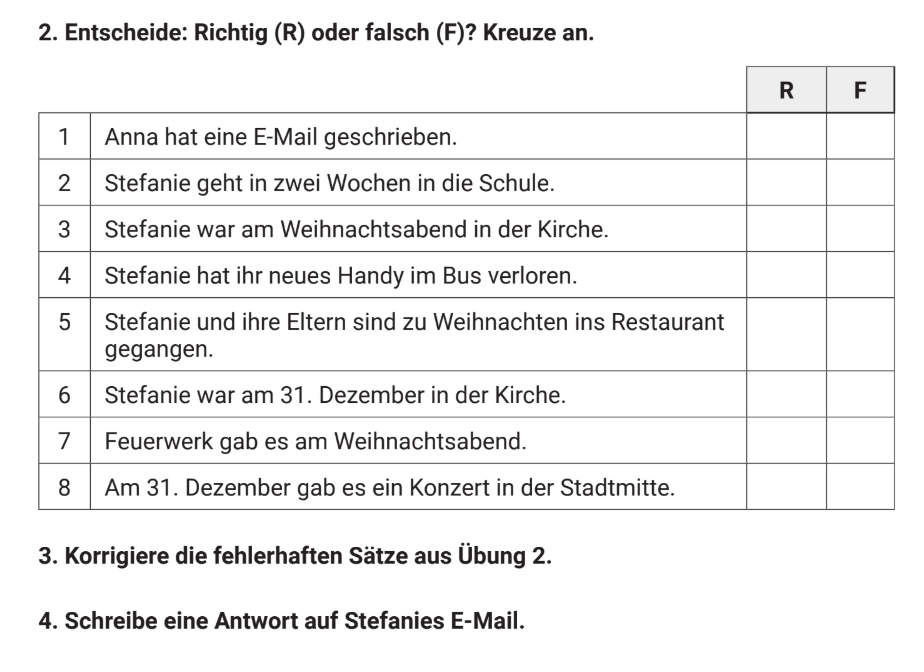 2. Entscheide: Richtig (R) oder falsch (F)? Kreuze an.
R F
1 Anna hat eine E-Mail geschrieben.
2 Stefanie geht in zwei Wochen in die Schule.
3 Stefanie war am Weihnachtsabend in der Kirche.
4 Stefanie hat ihr neues Handy im Bus verloren.
5 Stefanie und ihre Eltern sind zu Weihnachten ins Restaurant
gegangen.
6 Stefanie war am 31. Dezember in der Kirche.
7 Feuerwerk gab es am Weihnachtsabend.
8 Am 31. Dezember gab es ein Konzert in der Stadtmitte.
3. Korrigiere die fehlerhaften Sätze aus Übung 2.
4. Schreibe eine Antwort auf Stefanies E-Mail.